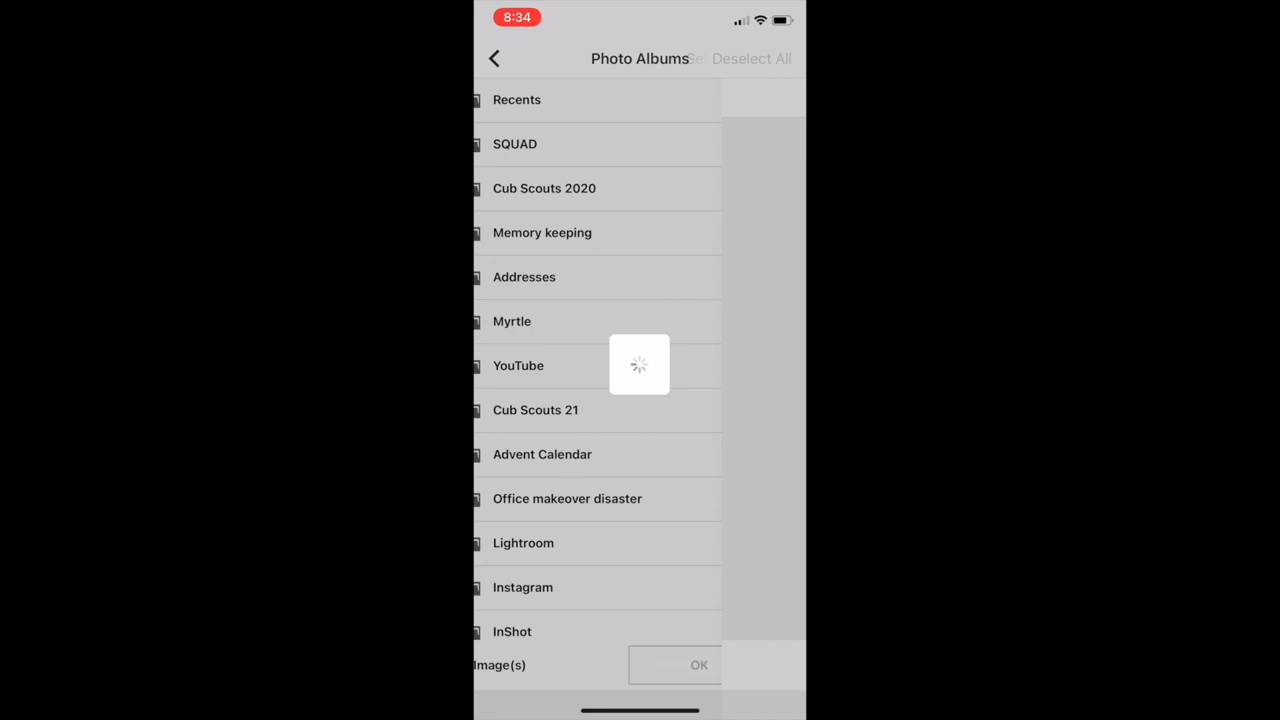 8:34
Photo Albums Se Deselect All
Recents
SQUAD
Cub Scouts 2020
Memory keeping
Addresses
Myrtle
YouTube
Cub Scouts 21
Advent Calendar
Office makeover disaster
Lightroom
Instagram
InShot
Image(s)
OK